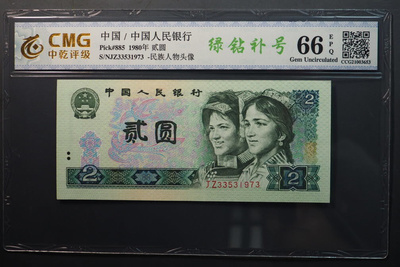 CMG
中乾评级
中国/中国人民银行
Pick#885 1980年 贰圆
S/NJZ33531973 -民族人物头像
绿钻补号
66 EPQ
Gem Uncirculated
中国人民银行
2
贰圆
JZ33531973
2
2